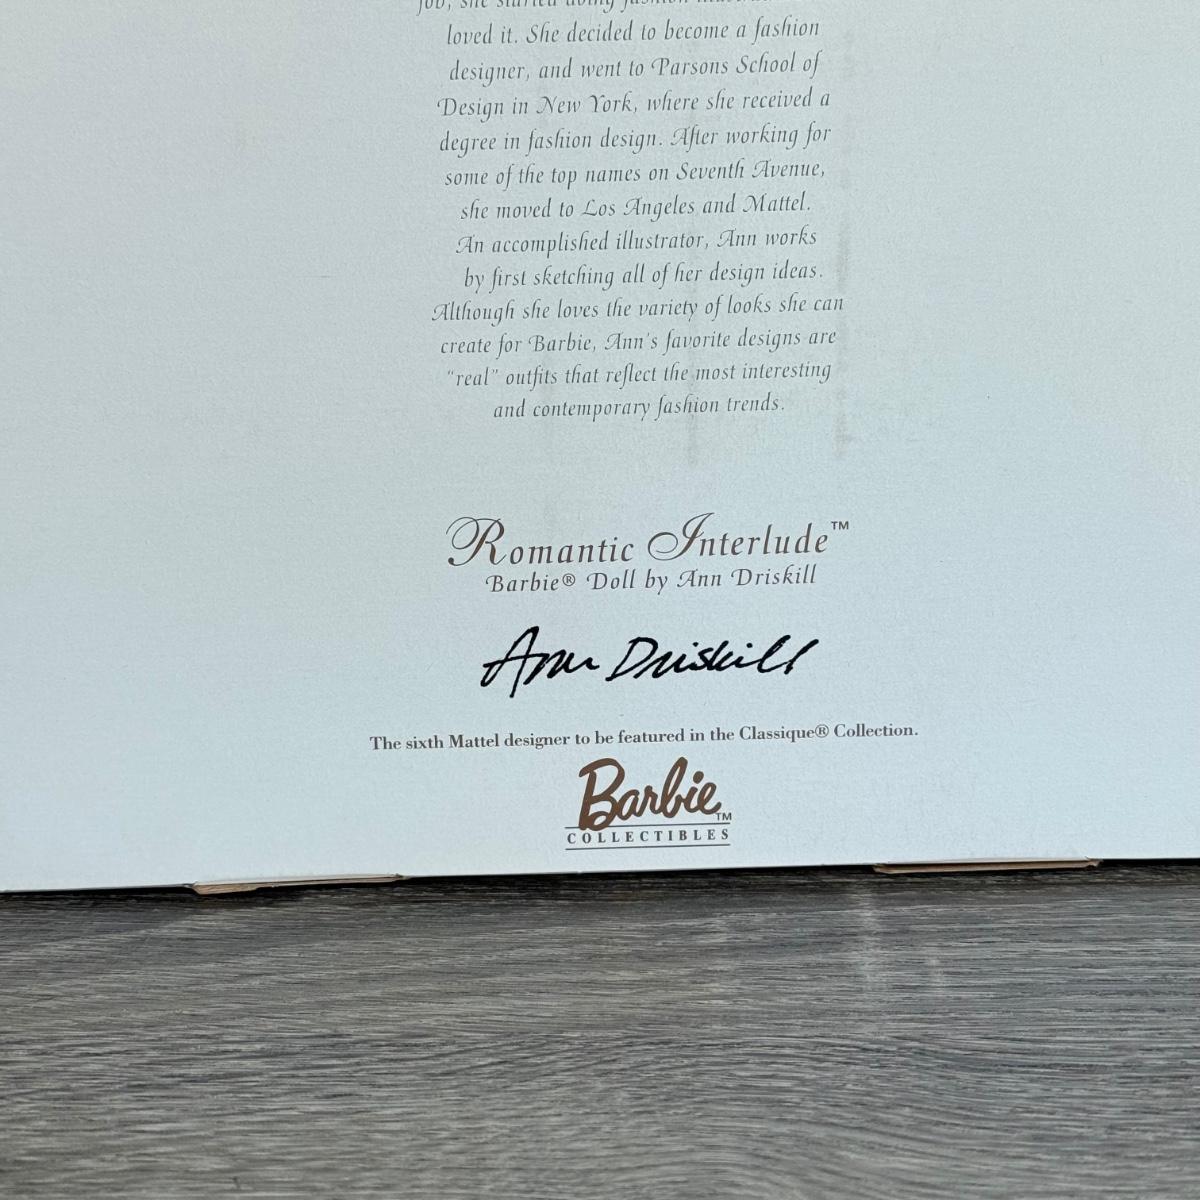 job, she started doing fashion
loved it. She decided to become a fashion
designer, and went to Parsons School of
Design in New York, where she received a
degree in fashion design. After working for
some of the top names on Seventh Avenue,
she moved to Los Angeles and Mattel.
An accomplished illustrator, Ann works
by first sketching all of her design ideas.
Although she loves the variety of looks she can
create for Barbie, Ann's favorite designs are
"real" outfits that reflect the most interesting
and contemporary fashion trends.
Romantic Interlude™
Barbie® Doll by Ann Driskill
Ann Driskill
The sixth Mattel designer to be featured in the Classique® Collection.
Barbie™
COLLECTIBLES